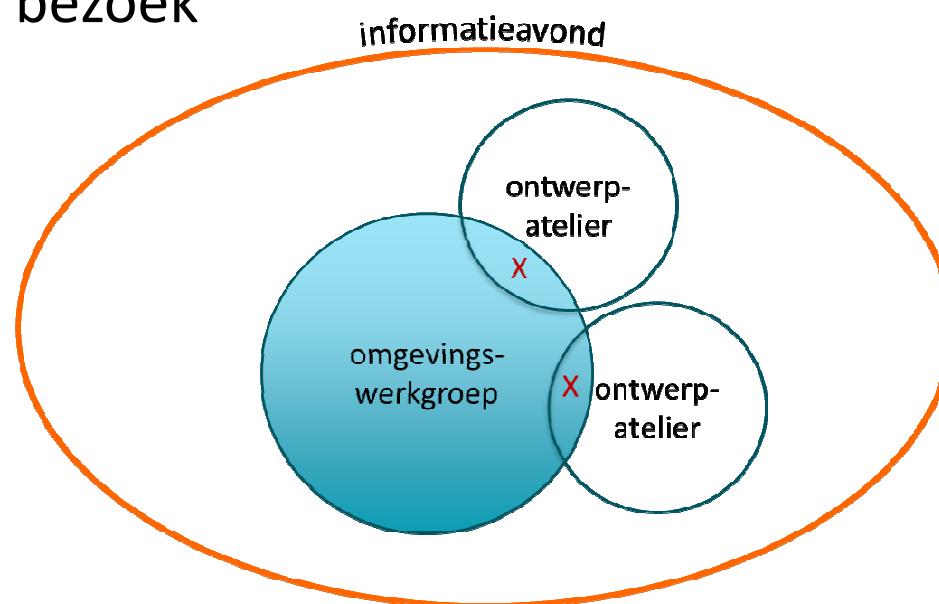 bezoek
informatieavond
ontwerp-
atelier
X
omgevings-
werkgroep
X
ontwerp-
atelier